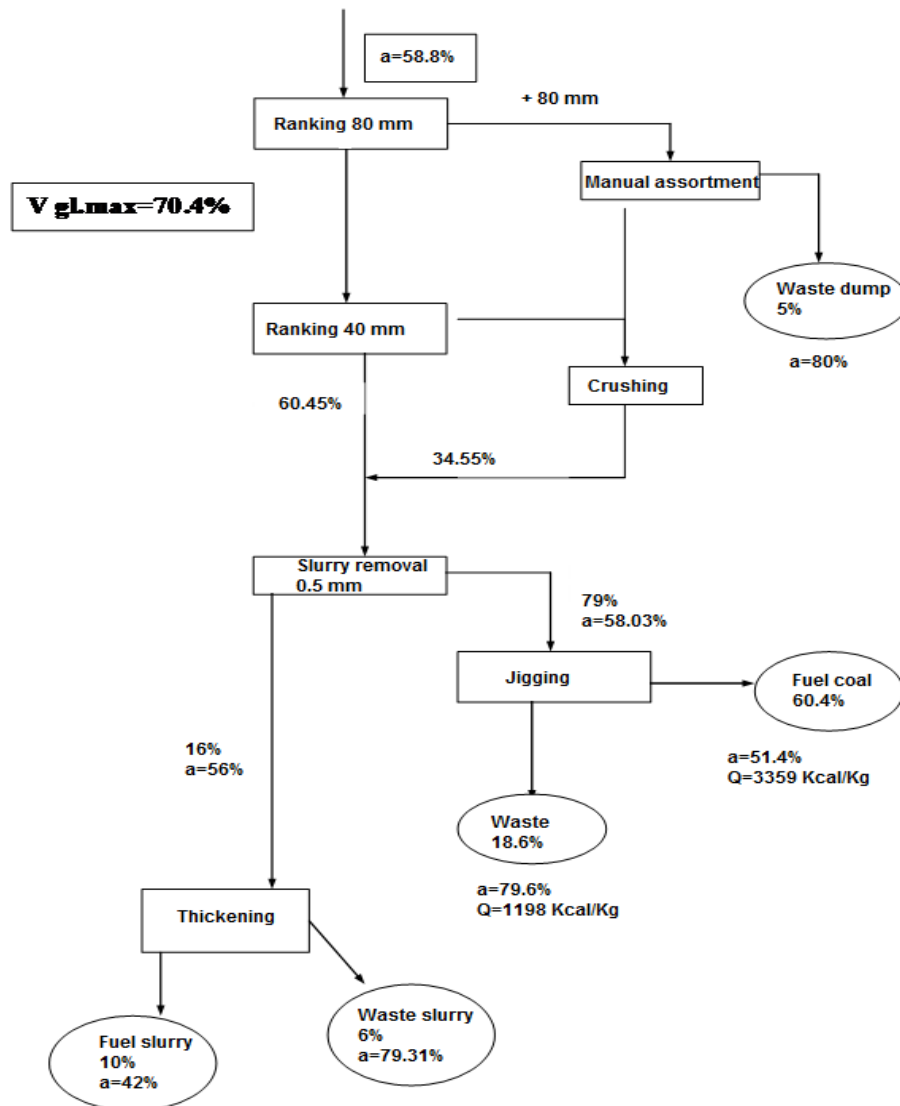 a=58.8%
+ 80 mm
Ranking 80 mm
Manual assortment
V gl.max=70.4%
Waste dump
5%
Ranking 40 mm
a=80%
Crushing
60.45%
34.55%
Slurry removal
0.5 mm
79%
a=58.03%
Jigging
Fuel coal
60.4%
16%
a=56%
a=51.4%
Q=3359 Kcal/Kg
Waste
18.6%
a=79.6%
Q=1198 Kcal/Kg
Thickening
Waste slurry
6%
a=79.31%
Fuel slurry
10%
a=42%